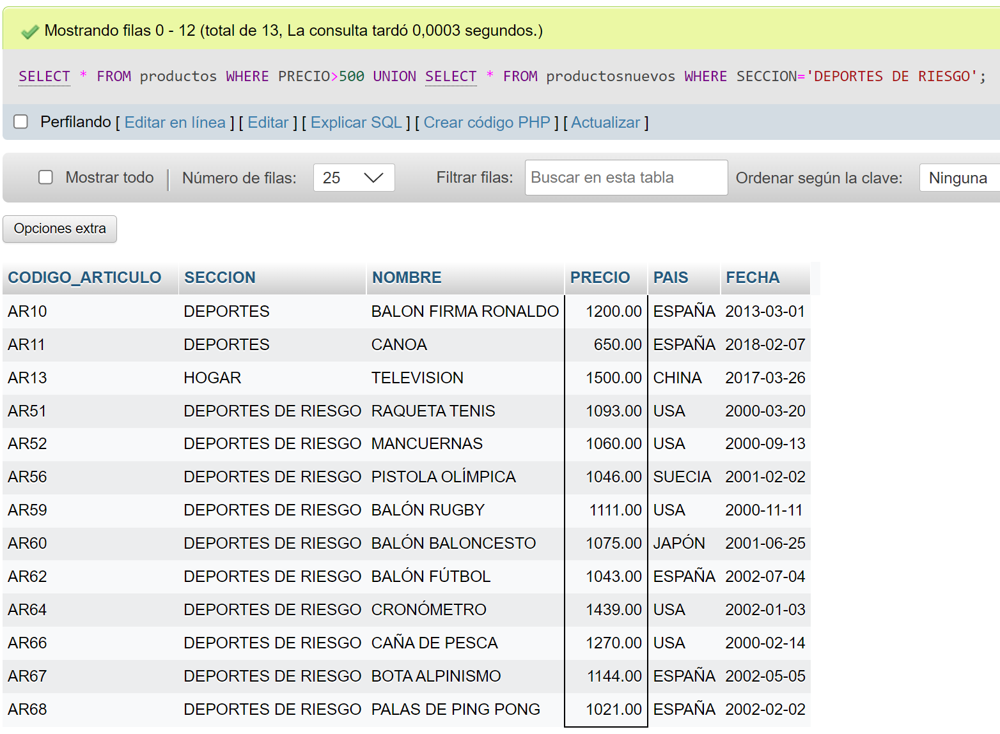 Mostrando filas 0 - 12 (total de 13, La consulta tardó 0,0003 segundos.)
SELECT * FROM productos WHERE PRECIO>500 UNION SELECT * FROM productosnuevos WHERE SECCION='DEPORTES DE RIESGO';
Perfilando [ Editar en línea ] [ Editar ] [ Explicar SQL ] [ Crear código PHP ] [ Actualizar ]
Mostrar todo Número de filas: 25 Filtrar filas: Buscar en esta tabla Ordenar según la clave: Ninguna
Opciones extra
CODIGO_ARTICULO SECCION NOMBRE PRECIO PAIS FECHA
AR10 DEPORTES BALON FIRMA RONALDO 1200.00 ESPAÑA 2013-03-01
AR11 DEPORTES CANOA 650.00 ESPAÑA 2018-02-07
AR13 HOGAR TELEVISION 1500.00 CHINA 2017-03-26
AR51 DEPORTES DE RIESGO RAQUETA TENIS 1093.00 USA 2000-03-20
AR52 DEPORTES DE RIESGO MANCUERNAS 1060.00 USA 2000-09-13
AR56 DEPORTES DE RIESGO PISTOLA OLÍMPICA 1046.00 SUECIA 2001-02-02
AR59 DEPORTES DE RIESGO BALÓN RUGBY 1111.00 USA 2000-11-11
AR60 DEPORTES DE RIESGO BALÓN BALONCESTO 1075.00 JAPÓN 2001-06-25
AR62 DEPORTES DE RIESGO BALÓN FÚTBOL 1043.00 ESPAÑA 2002-07-04
AR64 DEPORTES DE RIESGO CRONÓMETRO 1439.00 USA 2002-01-03
AR66 DEPORTES DE RIESGO CAÑA DE PESCA 1270.00 USA 2000-02-14
AR67 DEPORTES DE RIESGO BOTA ALPINISMO 1144.00 ESPAÑA 2002-05-05
AR68 DEPORTES DE RIESGO PALAS DE PING PONG 1021.00 ESPAÑA 2002-02-02